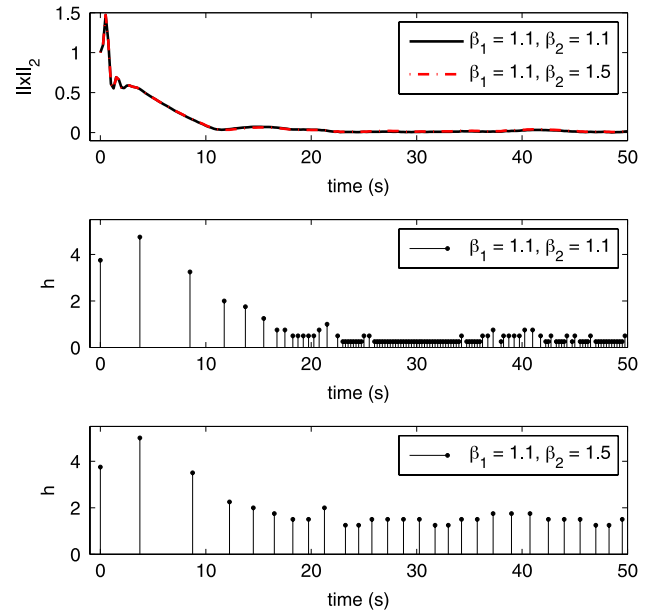 1.5
1
0.5
0
||x||₂
β₁ = 1.1, β₂ = 1.1
β₁ = 1.1, β₂ = 1.5
0 10 20 30 40 50
time (s)
4
2
0
h
β₁ = 1.1, β₂ = 1.1
0 10 20 30 40 50
time (s)
4
2
0
h
β₁ = 1.1, β₂ = 1.5
0 10 20 30 40 50
time (s)